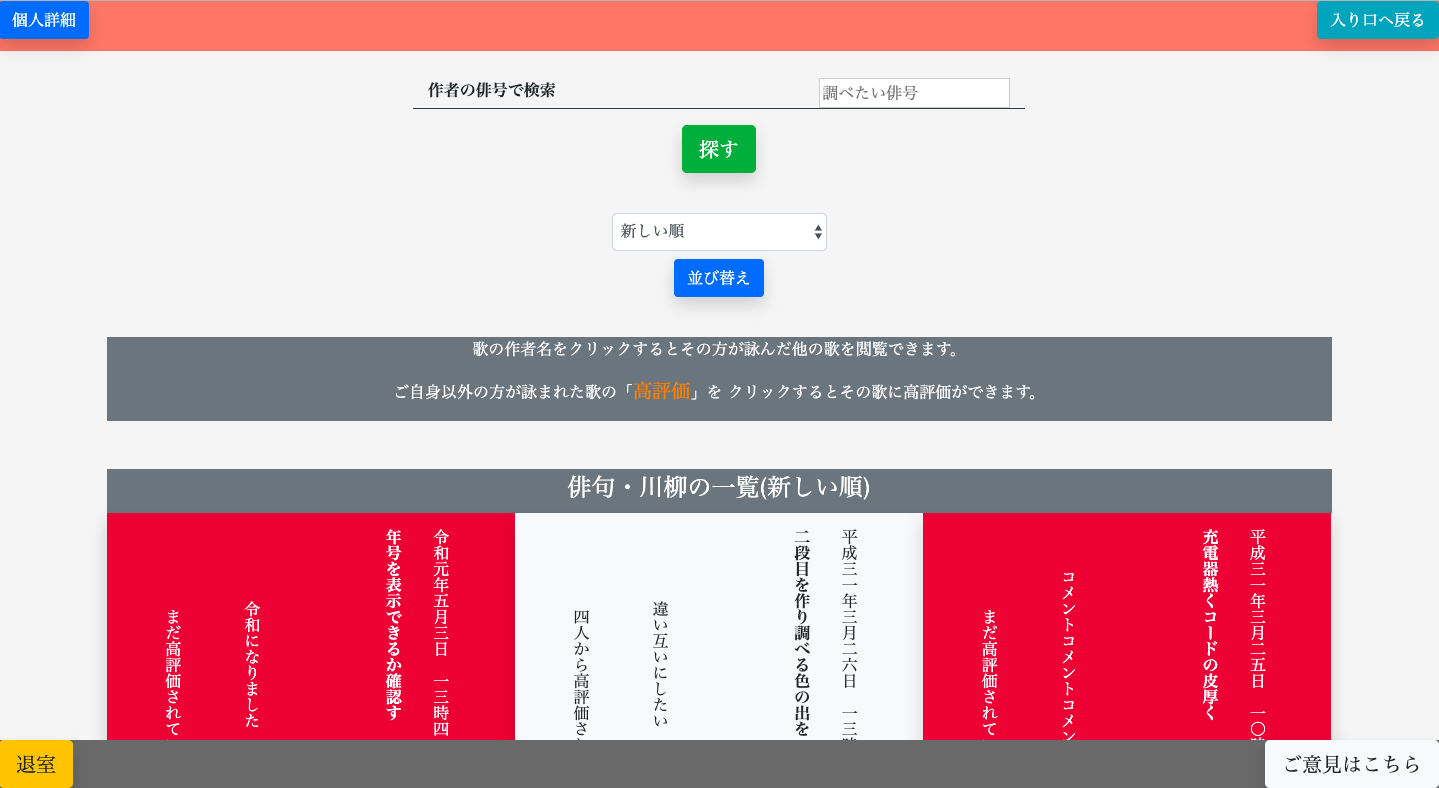 個人詳細
入り口へ戻る
作者の俳号で検索
調べたい俳号
探す
新しい順
並び替え
歌の作者名をクリックするとその方が詠んだ他の歌を閲覧できます。
ご自身以外の方が詠まれた歌の「高評価」を クリックするとその歌に高評価ができます。
俳句・川柳の一覧(新しい順)
令和元年五月三日 一三時四
年号を表示できるか確認す
令和になりました
まだ高評価されて
平成三一年三月二六日 一三
二段目を作り調べる色の出を
違い互いにしたい
四人から高評価さ
平成三一年三月二五日 一〇
充電器熱くコードの皮厚く
コメントコメントコメン
まだ高評価されて
退室
ご意見はこちら